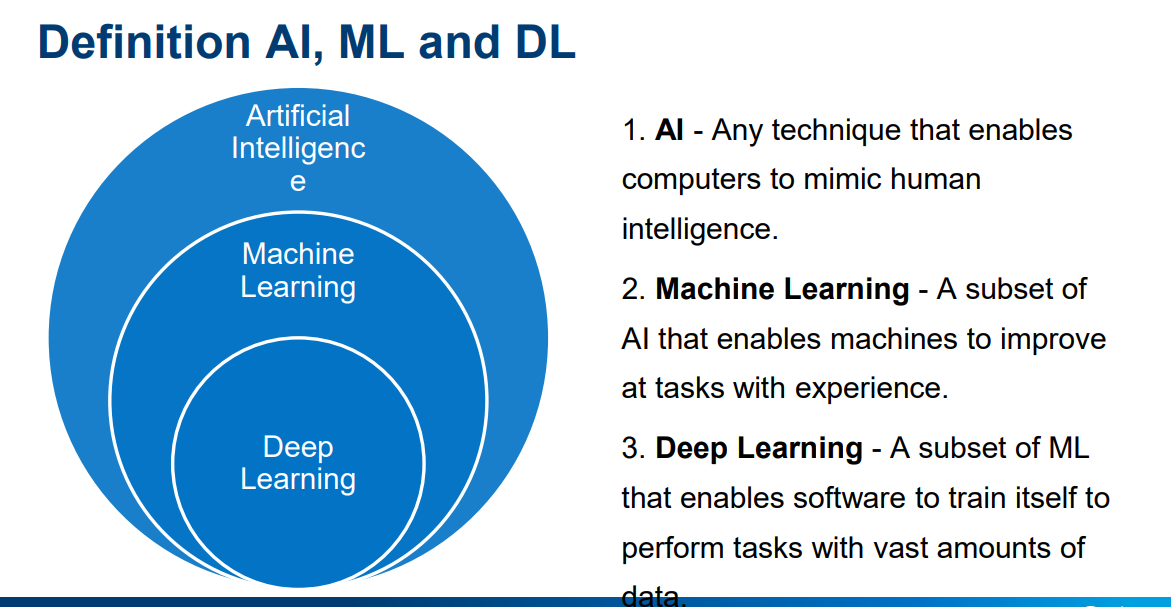 Definition AI, ML and DL
Artificial
Intelligenc
e
Machine
Learning
Deep
Learning
1. AI - Any technique that enables
computers to mimic human
intelligence.
2. Machine Learning - A subset of
AI that enables machines to improve
at tasks with experience.
3. Deep Learning - A subset of ML
that enables software to train itself to
perform tasks with vast amounts of
data.